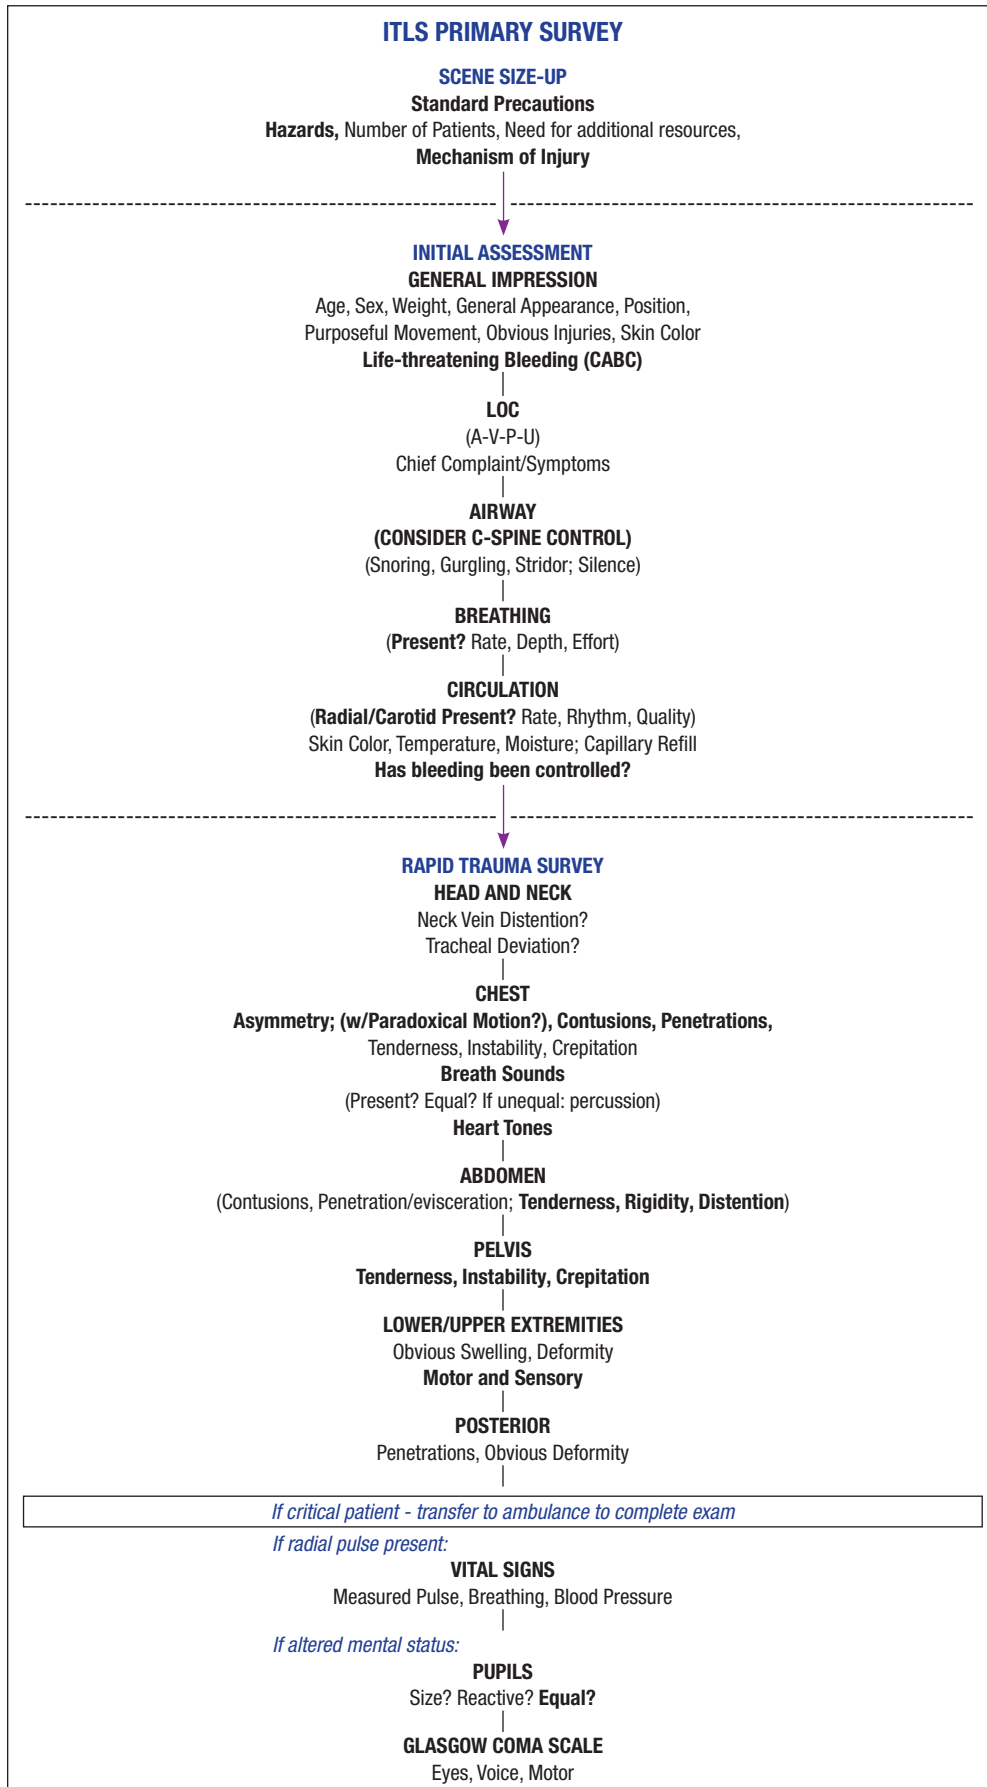 ITLS PRIMARY SURVEY
SCENE SIZE-UP
Standard Precautions
Hazards, Number of Patients, Need for additional resources,
Mechanism of Injury
INITIAL ASSESSMENT
GENERAL IMPRESSION
Age, Sex, Weight, General Appearance, Position,
Purposeful Movement, Obvious Injuries, Skin Color
Life-threatening Bleeding (CABC)
LOC
(A-V-P-U)
Chief Complaint/Symptoms
AIRWAY
(CONSIDER C-SPINE CONTROL)
(Snoring, Gurgling, Stridor; Silence)
BREATHING
(Present? Rate, Depth, Effort)
CIRCULATION
(Radial/Carotid Present? Rate, Rhythm, Quality)
Skin Color, Temperature, Moisture; Capillary Refill
Has bleeding been controlled?
RAPID TRAUMA SURVEY
HEAD AND NECK
Neck Vein Distention?
Tracheal Deviation?
CHEST
Asymmetry; (w/Paradoxical Motion?), Contusions, Penetrations,
Tenderness, Instability, Crepitation
Breath Sounds
(Present? Equal? If unequal: percussion)
Heart Tones
ABDOMEN
(Contusions, Penetration/evisceration; Tenderness, Rigidity, Distention)
PELVIS
Tenderness, Instability, Crepitation
LOWER/UPPER EXTREMITIES
Obvious Swelling, Deformity
Motor and Sensory
POSTERIOR
Penetrations, Obvious Deformity
If critical patient - transfer to ambulance to complete exam
If radial pulse present:
VITAL SIGNS
Measured Pulse, Breathing, Blood Pressure
If altered mental status:
PUPILS
Size? Reactive? Equal?
GLASGOW COMA SCALE
Eyes, Voice, Motor